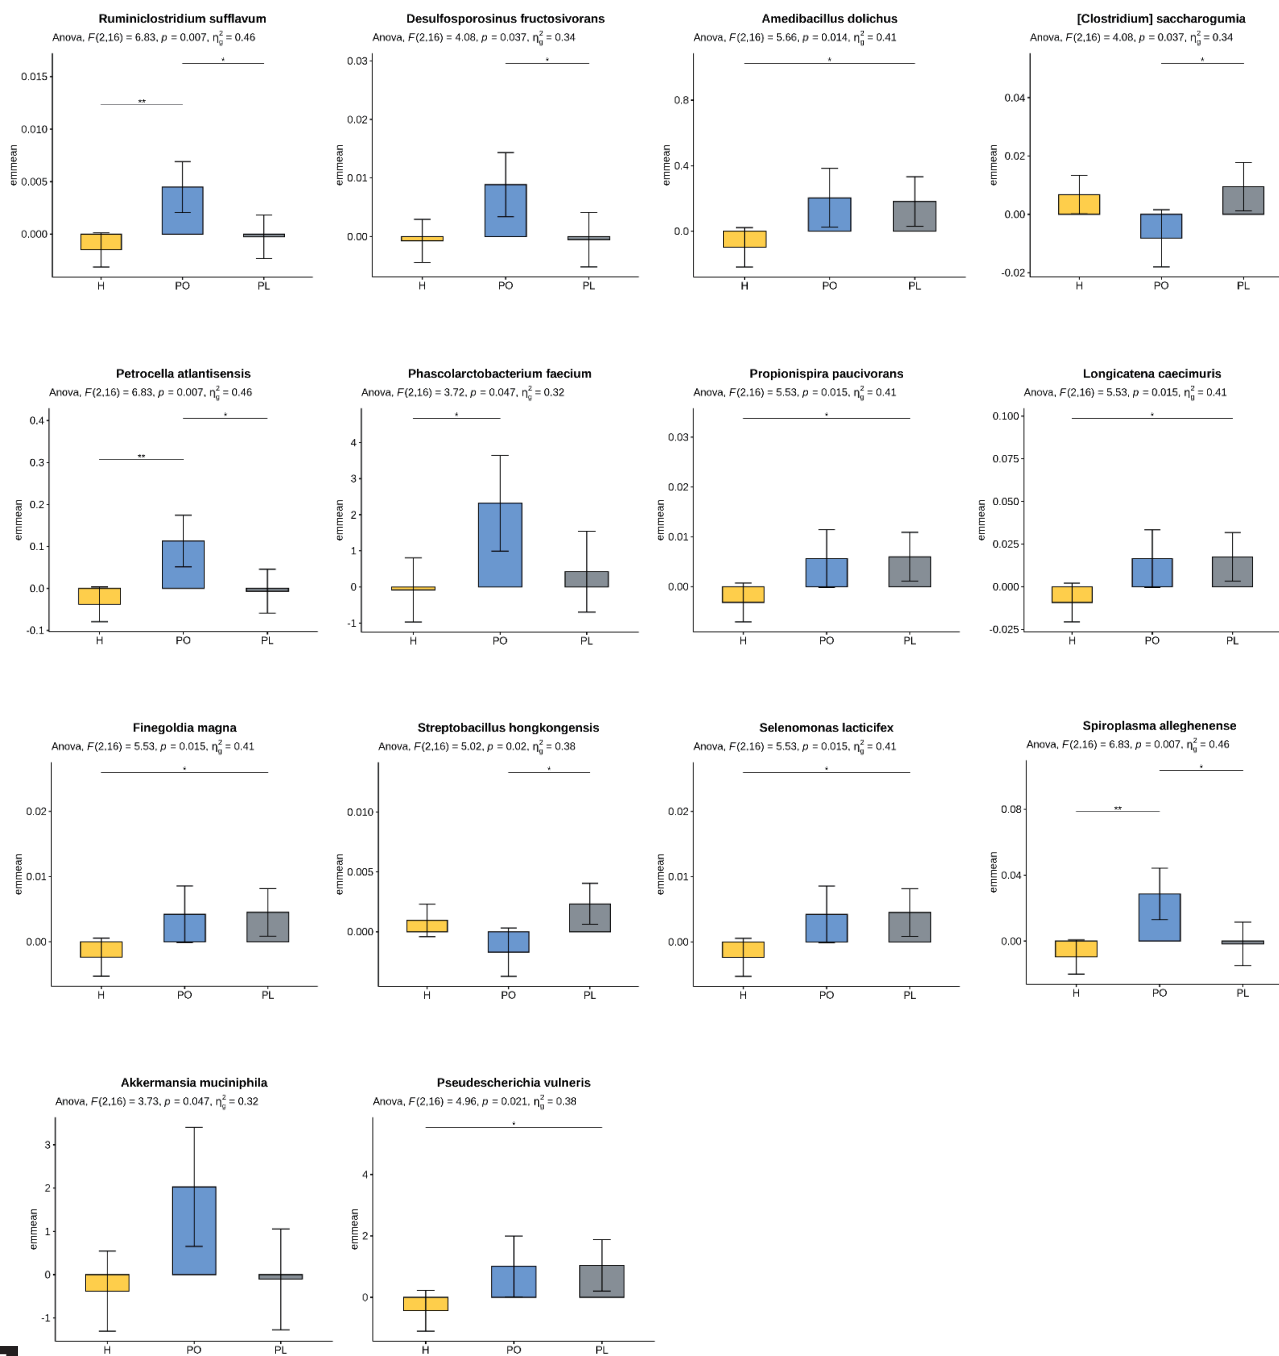 Ruminiclostridium sufflavum
Anova, F(2,16) = 6.83, p = 0.007, η²g = 0.46
emmean
0.015
0.010
0.005
0.000
**
*
H PO PL
Desulfosporosinus fructosivorans
Anova, F(2,16) = 4.08, p = 0.037, η²g = 0.34
emmean
0.03
0.02
0.01
0.00
*
H PO PL
Amedibacillus dolichus
Anova, F(2,16) = 5.66, p = 0.014, η²g = 0.41
emmean
0.8
0.4
0.0
*
H PO PL
[Clostridium] saccharogumia
Anova, F(2,16) = 4.08, p = 0.037, η²g = 0.34
emmean
0.04
0.02
0.00
-0.02
*
H PO PL
Petrocella atlantisensis
Anova, F(2,16) = 6.83, p = 0.007, η²g = 0.46
emmean
0.4
0.3
0.2
0.1
0.0
-0.1
**
*
H PO PL
Phascolarctobacterium faecium
Anova, F(2,16) = 3.72, p = 0.047, η²g = 0.32
emmean
4
3
2
1
0
-1
*
H PO PL
Propionispira paucivorans
Anova, F(2,16) = 5.53, p = 0.015, η²g = 0.41
emmean
0.03
0.02
0.01
0.00
*
H PO PL
Longicatena caecimuris
Anova, F(2,16) = 5.53, p = 0.015, η²g = 0.41
emmean
0.100
0.075
0.050
0.025
0.000
-0.025
*
H PO PL
Finegoldia magna
Anova, F(2,16) = 5.53, p = 0.015, η²g = 0.41
emmean
0.02
0.01
0.00
*
H PO PL
Streptobacillus hongkongensis
Anova, F(2,16) = 5.02, p = 0.02, η²g = 0.38
emmean
0.010
0.005
0.000
*
H PO PL
Selenomonas lacticifex
Anova, F(2,16) = 5.53, p = 0.015, η²g = 0.41
emmean
0.02
0.01
0.00
*
H PO PL
Spiroplasma alleghenense
Anova, F(2,16) = 6.83, p = 0.007, η²g = 0.46
emmean
0.08
0.04
0.00
**
*
H PO PL
Akkermansia muciniphila
Anova, F(2,16) = 3.73, p = 0.047, η²g = 0.32
emmean
3
2
1
0
-1
H PO PL
Pseudescherichia vulneris
Anova, F(2,16) = 4.96, p = 0.021, η²g = 0.38
emmean
4
2
0
*
H PO PL